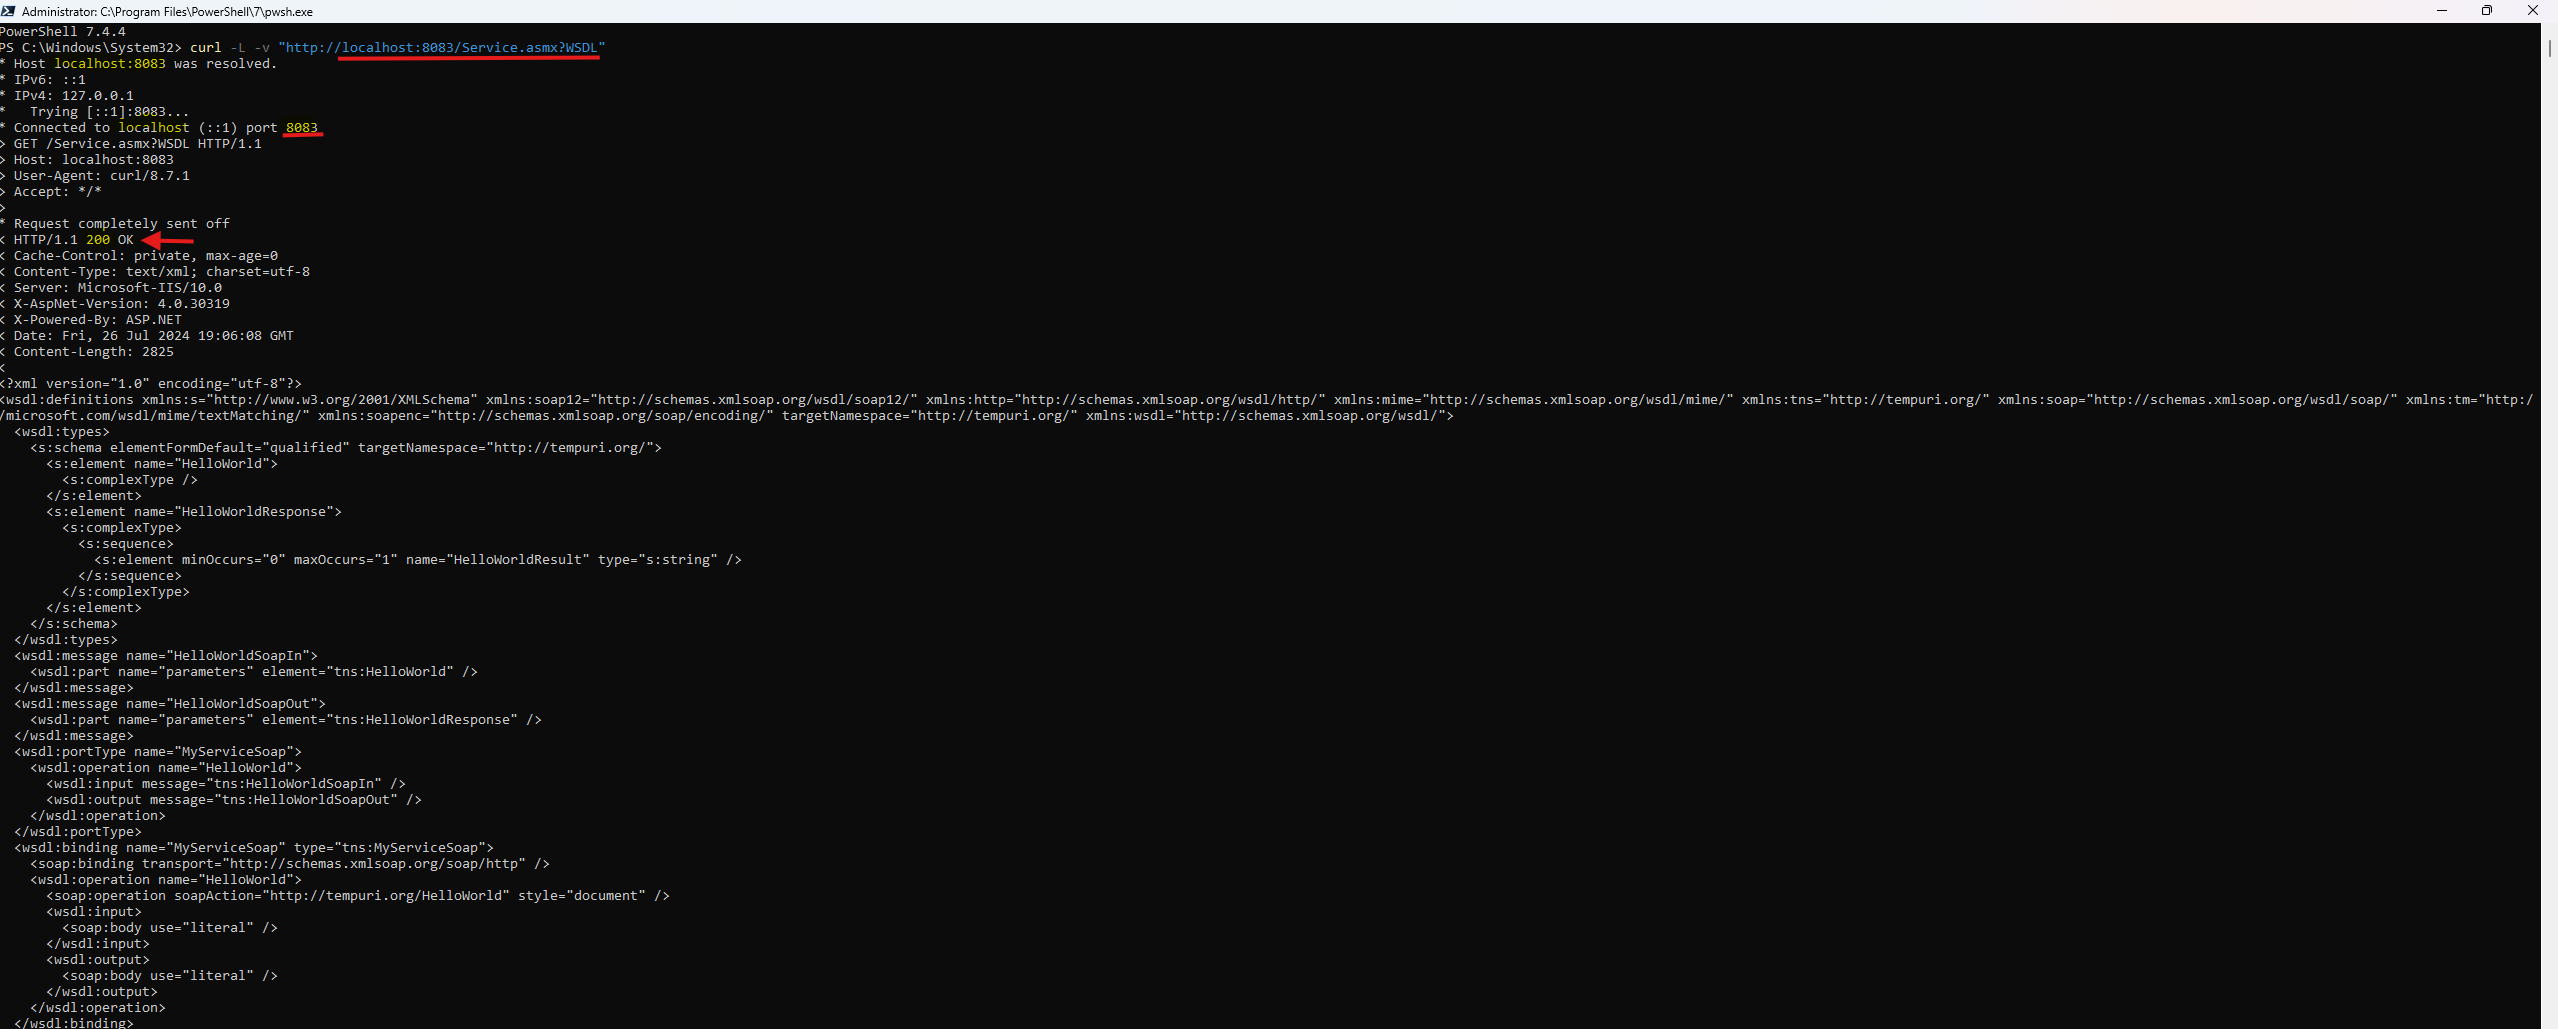 Administrator: C:\Program Files\PowerShell\7\pwsh.exe
PowerShell 7.4.4
PS C:\Windows\System32> curl -L -v "http://localhost:8083/Service.asmx?WSDL"
* Host localhost:8083 was resolved.
* IPv6: ::1
* IPv4: 127.0.0.1
*   Trying [::1]:8083...
* Connected to localhost (::1) port 8083
> GET /Service.asmx?WSDL HTTP/1.1
> Host: localhost:8083
> User-Agent: curl/8.7.1
> Accept: */*
>
* Request completely sent off
< HTTP/1.1 200 OK
< Cache-Control: private, max-age=0
< Content-Type: text/xml; charset=utf-8
< Server: Microsoft-IIS/10.0
< X-AspNet-Version: 4.0.30319
< X-Powered-By: ASP.NET
< Date: Fri, 26 Jul 2024 19:06:08 GMT
< Content-Length: 2825
<
<?xml version="1.0" encoding="utf-8"?>
<wsdl:definitions xmlns:s="http://www.w3.org/2001/XMLSchema" xmlns:soap12="http://schemas.xmlsoap.org/wsdl/soap12/" xmlns:http="http://schemas.xmlsoap.org/wsdl/http/" xmlns:mime="http://schemas.xmlsoap.org/wsdl/mime/" xmlns:tns="http://tempuri.org/" xmlns:soap="http://schemas.xmlsoap.org/wsdl/soap/" xmlns:tm="http:/
/microsoft.com/wsdl/mime/textMatching/" xmlns:soapenc="http://schemas.xmlsoap.org/soap/encoding/" targetNamespace="http://tempuri.org/" xmlns:wsdl="http://schemas.xmlsoap.org/wsdl/">
  <wsdl:types>
    <s:schema elementFormDefault="qualified" targetNamespace="http://tempuri.org/">
      <s:element name="HelloWorld">
        <s:complexType />
      </s:element>
      <s:element name="HelloWorldResponse">
        <s:complexType>
          <s:sequence>
            <s:element minOccurs="0" maxOccurs="1" name="HelloWorldResult" type="s:string" />
          </s:sequence>
        </s:complexType>
      </s:element>
    </s:schema>
  </wsdl:types>
  <wsdl:message name="HelloWorldSoapIn">
    <wsdl:part name="parameters" element="tns:HelloWorld" />
  </wsdl:message>
  <wsdl:message name="HelloWorldSoapOut">
    <wsdl:part name="parameters" element="tns:HelloWorldResponse" />
  </wsdl:message>
  <wsdl:portType name="MyServiceSoap">
    <wsdl:operation name="HelloWorld">
      <wsdl:input message="tns:HelloWorldSoapIn" />
      <wsdl:output message="tns:HelloWorldSoapOut" />
    </wsdl:operation>
  </wsdl:portType>
  <wsdl:binding name="MyServiceSoap" type="tns:MyServiceSoap">
    <soap:binding transport="http://schemas.xmlsoap.org/soap/http" />
    <wsdl:operation name="HelloWorld">
      <soap:operation soapAction="http://tempuri.org/HelloWorld" style="document" />
      <wsdl:input>
        <soap:body use="literal" />
      </wsdl:input>
      <wsdl:output>
        <soap:body use="literal" />
      </wsdl:output>
    </wsdl:operation>
  </wsdl:binding>